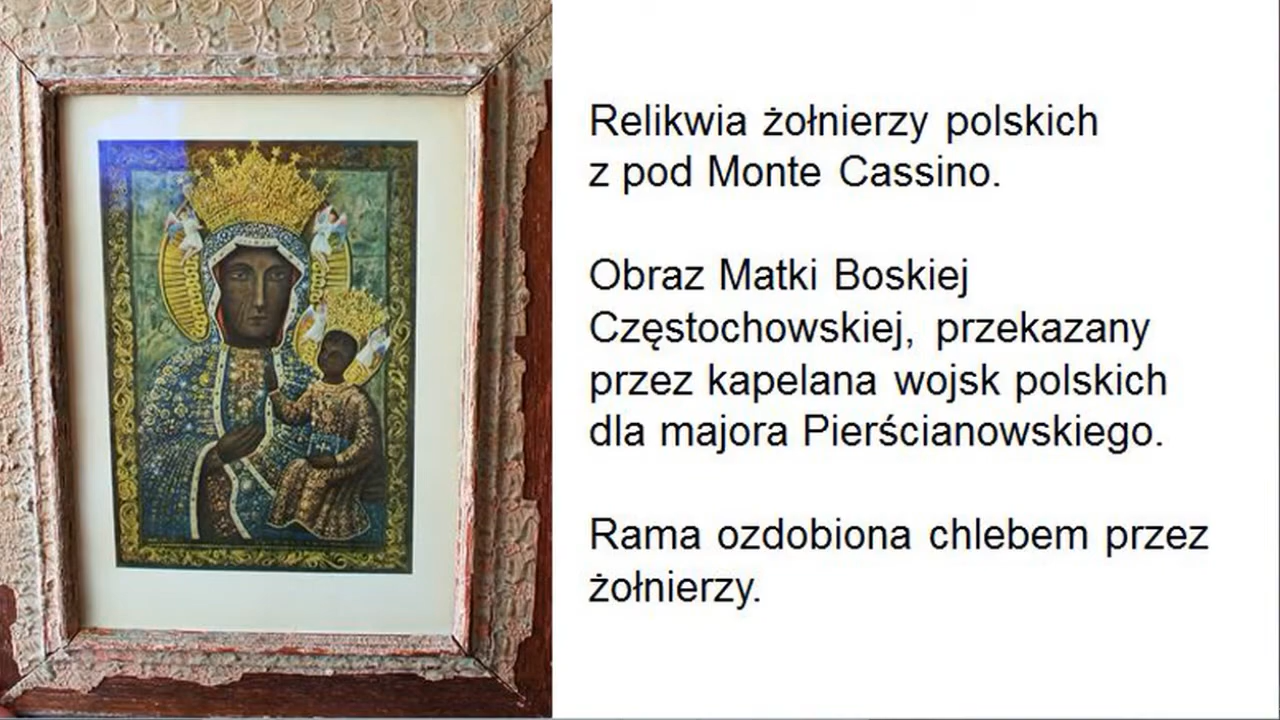 Relikwia żołnierzy polskich
z pod Monte Cassino.
Obraz Matki Boskiej
Częstochowskiej, przekazany
przez kapelana wojsk polskich
dla majora Pierścianowskiego.
Rama ozdobiona chlebem przez
żołnierzy.